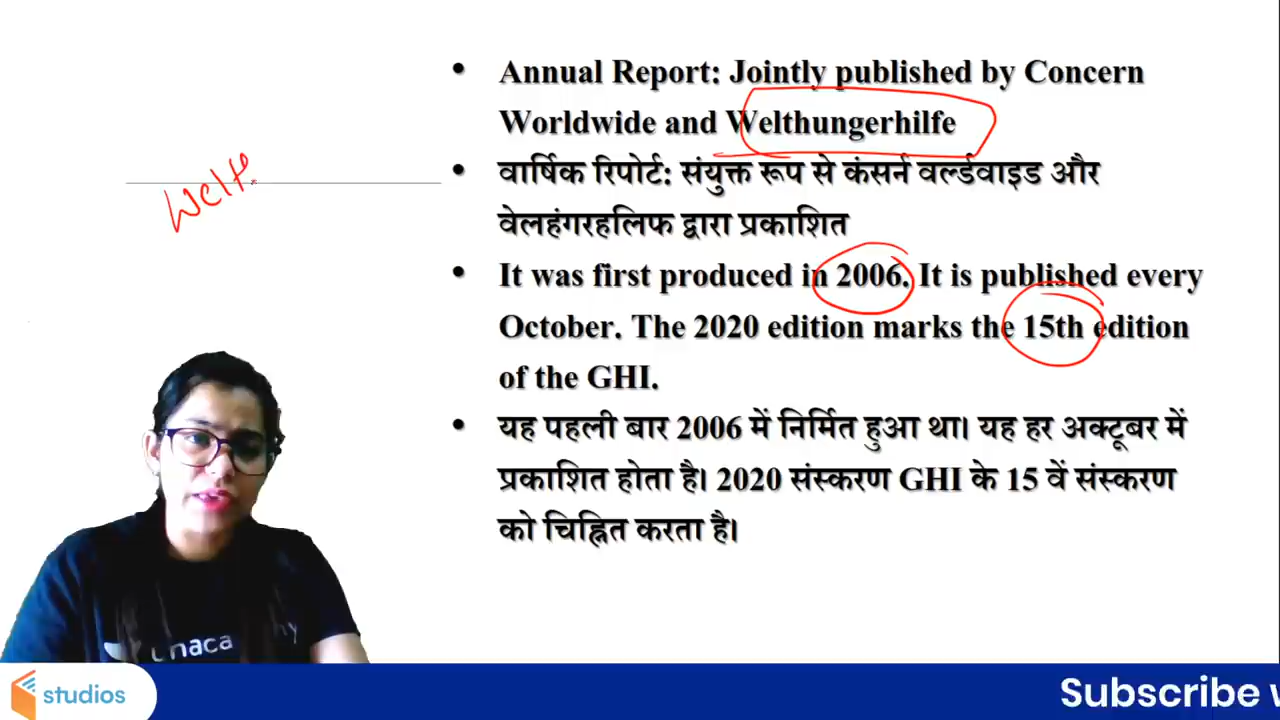 Annual Report: Jointly published by Concern
Worldwide and Welthungerhilfe
वार्षिक रिपोर्ट: संयुक्त रूप से कंसर्न वर्ल्डवाइड और
वेलहंगरहलिफ द्वारा प्रकाशित
It was first produced in 2006. It is published every
October. The 2020 edition marks the 15th edition
of the GHI.
यह पहली बार 2006 में निर्मित हुआ था। यह हर अक्टूबर में
प्रकाशित होता है। 2020 संस्करण GHI के 15 वें संस्करण
को चिह्नित करता है।
studios
Subscribe